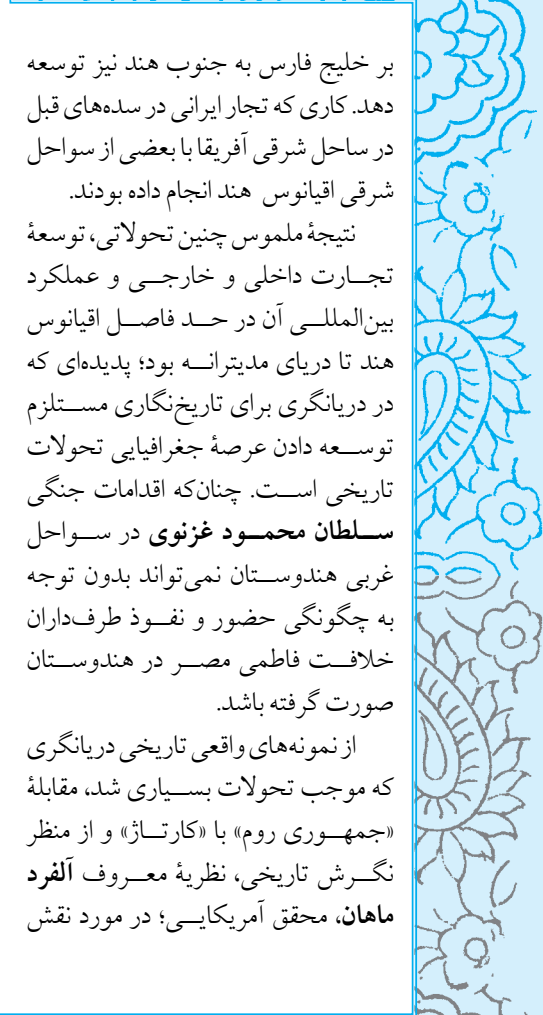 بر خلیج فارس به جنوب هند نیز توسعه
دهد. کاری که تجار ایرانی در سده‌های قبل
در ساحل شرقی آفریقا با بعضی از سواحل
شرقی اقیانوس هند انجام داده بودند.
نتیجهٔ ملموس چنین تحولاتی، توسعهٔ
تجارت داخلی و خارجی و عملکرد
بین‌المللی آن در حد فاصل اقیانوس
هند تا دریای مدیترانه بود؛ پدیده‌ای که
در دریانگری برای تاریخ‌نگاری مستلزم
توسعه دادن عرصهٔ جغرافیایی تحولات
تاریخی است. چنان‌که اقدامات جنگی
سلطان محمود غزنوی در سواحل
غربی هندوستان نمی‌تواند بدون توجه
به چگونگی حضور و نفوذ طرف‌داران
خلافت فاطمی مصر در هندوستان
صورت گرفته باشد.
از نمونه‌های واقعی تاریخی دریانگری
که موجب تحولات بسیاری شد، مقابلهٔ
«جمهوری روم» با «کارتاژ» و از منظر
نگرش تاریخی، نظریهٔ معروف آلفرد
ماهان، محقق آمریکایی؛ در مورد نقش